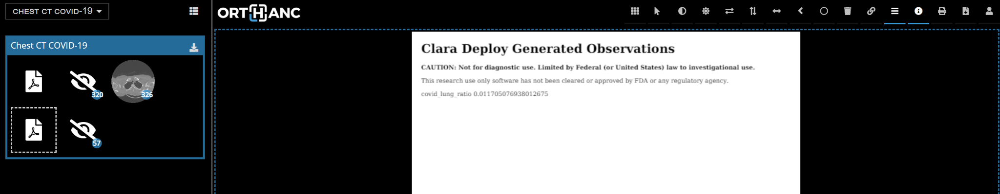 CHEST CT COVID-19
ORTHANC
Chest CT COVID-19
320
326
57
Clara Deploy Generated Observations
CAUTION: Not for diagnostic use. Limited by Federal (or United States) law to investigational use.
This research use only software has not been cleared or approved by FDA or any regulatory agency.
covid_lung_ratio 0.011705076938012675